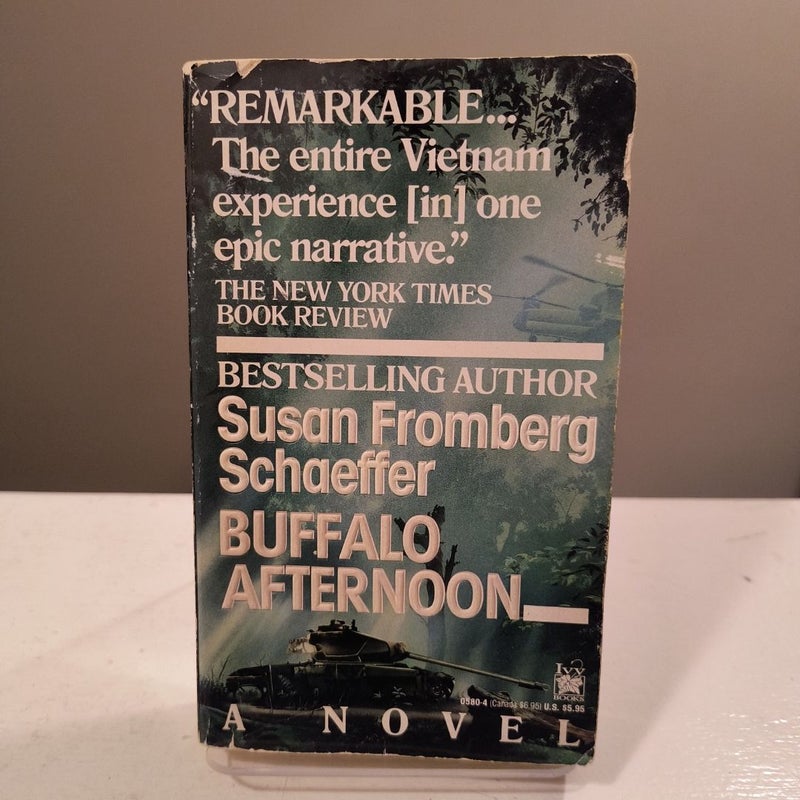 “REMARKABLE...
The entire Vietnam
experience [in] one
epic narrative.”
THE NEW YORK TIMES
BOOK REVIEW
BESTSELLING AUTHOR
Susan Fromberg
Schaeffer
BUFFALO
AFTERNOON
Ivy
BOOKS
0580-4 (Canada $6.95) U.S. $5.95
A NOVEL